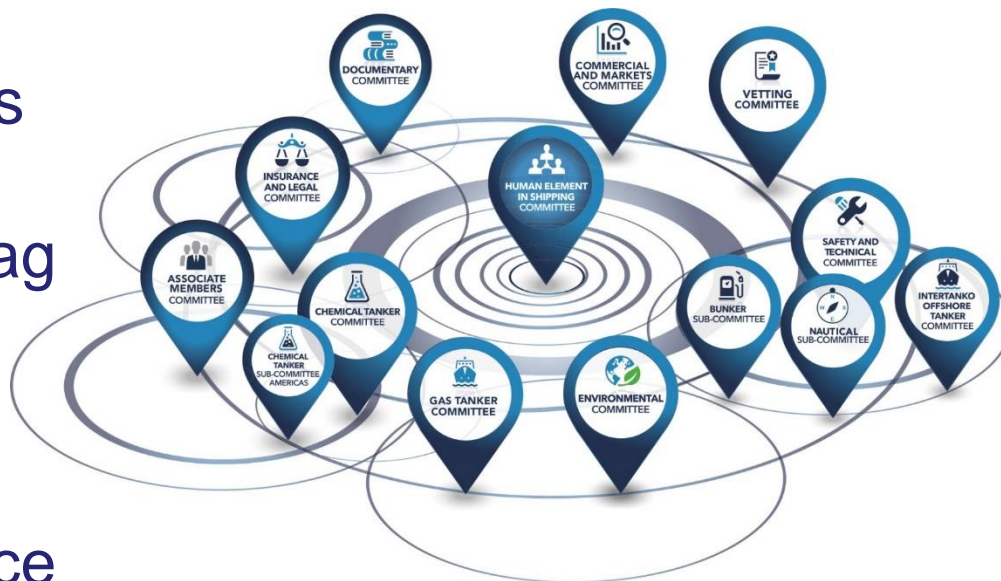 s
ag
ce
DOCUMENTARY
COMMITTEE
COMMERCIAL
AND MARKETS
COMMITTEE
VETTING
COMMITTEE
INSURANCE
AND LEGAL
COMMITTEE
HUMAN ELEMENT
IN SHIPPING
COMMITTEE
SAFETY AND
TECHNICAL
COMMITTEE
ASSOCIATE
MEMBERS
COMMITTEE
CHEMICAL TANKER
COMMITTEE
BUNKER
SUB-COMMITTEE
N
W
E
S
NAUTICAL
SUB-COMMITTEE
INTERTANKO
OFFSHORE
TANKER
COMMITTEE
CHEMICAL
TANKER
SUB-COMMITTEE
AMERICAS
GAS TANKER
COMMITTEE
ENVIRONMENTAL
COMMITTEE